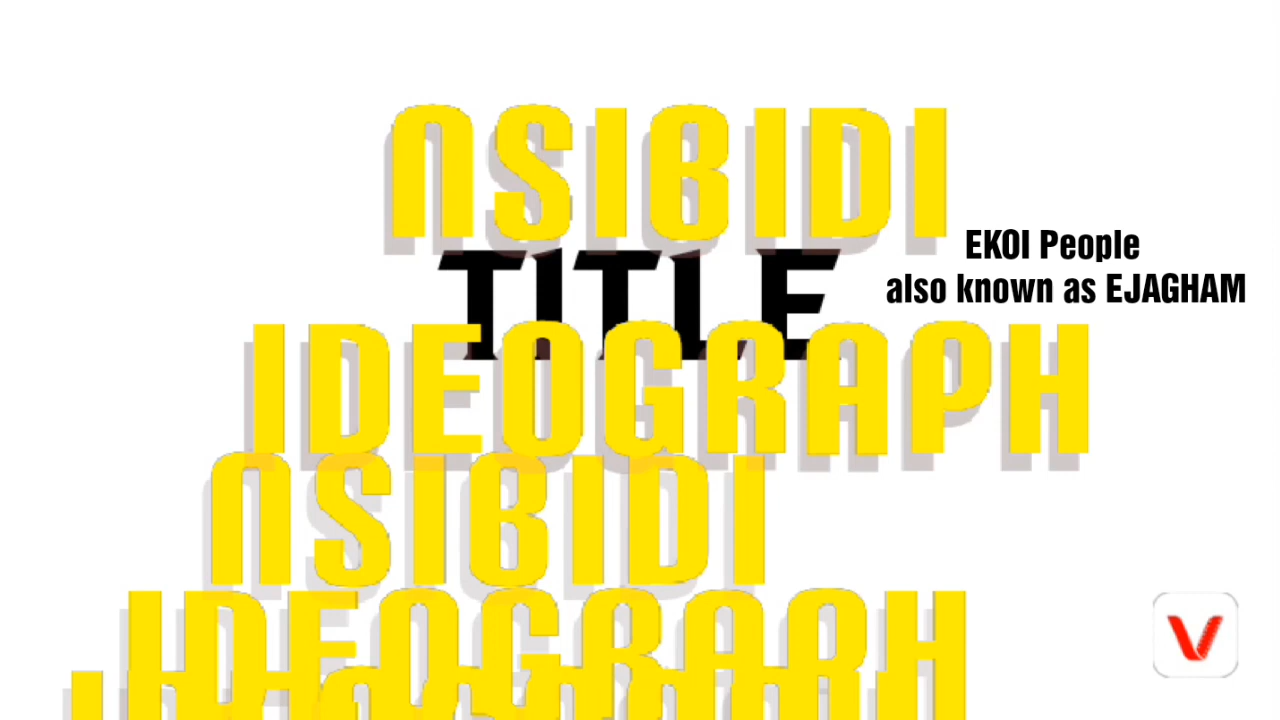 NSIBIDI
TITLE
EKOI People
also known as EJAGHAM
IDEOGRAPH
NSIBIDI
IDEOGRAPH
V